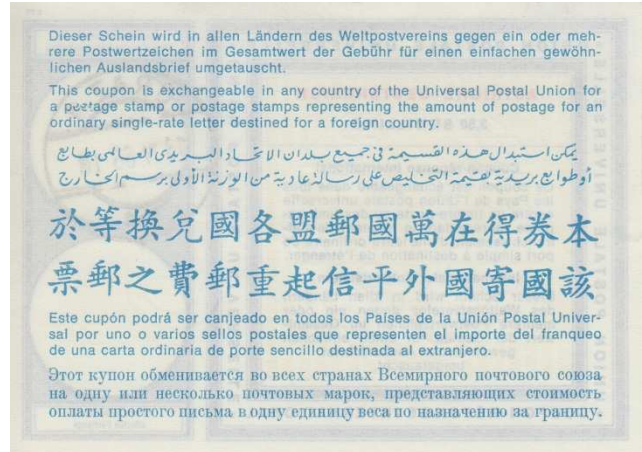 Dieser Schein wird in allen Ländern des Weltpostvereins gegen ein oder meh-
rere Postwertzeichen im Gesamtwert der Gebühr für einen einfachen gewöhn-
lichen Auslandsbrief umgetauscht.
This coupon is exchangeable in any country of the Universal Postal Union for
a postage stamp or postage stamps representing the amount of postage for an
ordinary single-rate letter destined for a foreign country.
يمكن استبدال هذه القسيمة في جميع بلدان الاتحاد البريدى العالمى بطابع
أو طوابع بريدية بقيمة التخليص على رسالة عادية من الوزنة الأولى برسم الخارج
本券得在萬國郵盟各國兌換等於
該國寄國外平信起重郵費之郵票
Este cupón podrá ser canjeado en todos los Países de la Unión Postal Univer-
sal por uno o varios sellos postales que representen el importe del franqueo
de una carta ordinaria de porte sencillo destinada al extranjero.
Этот купон обменивается во всех странах Всемирного почтового союза
на одну или несколько почтовых марок, представляющих стоимость
оплаты простого письма в одну единицу веса по назначению за границу.